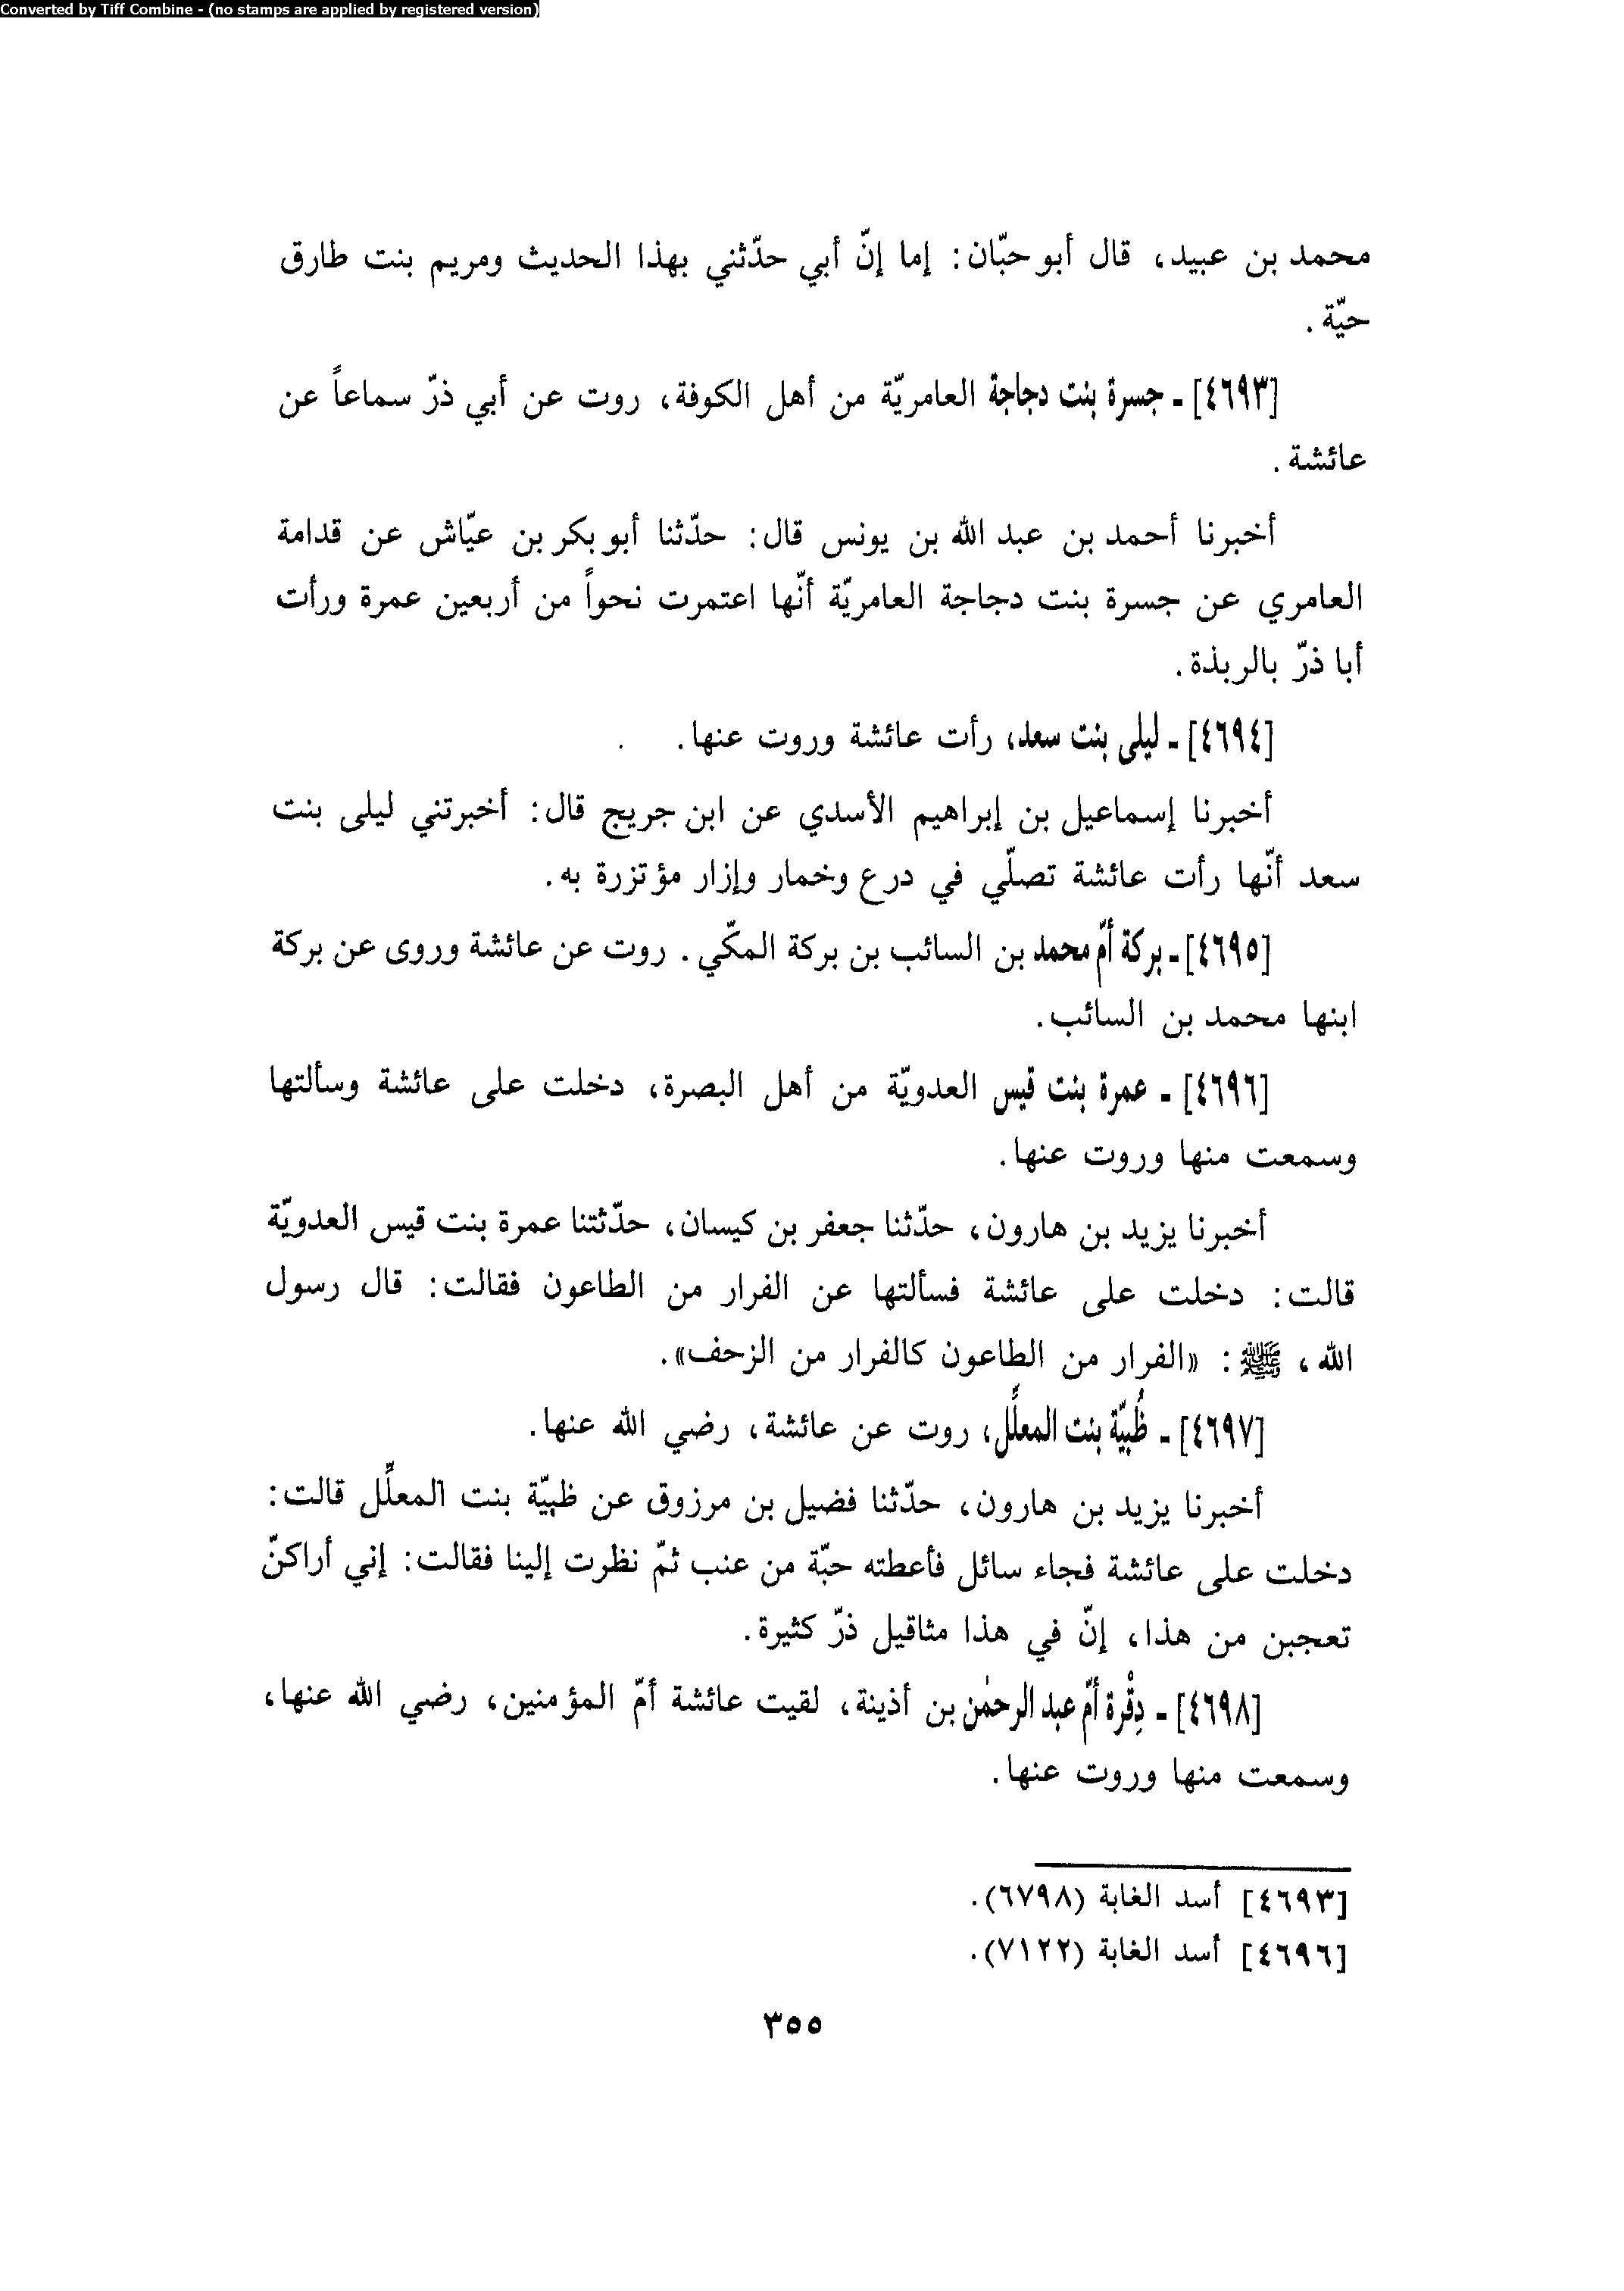 Converted by Tiff Combine - (no stamps are applied by registered version)
محمد بن عبيد، قال أبو حبّان: إما إنّ أبي حدّثني بهذا الحديث ومريم بنت طارق
حيّة.
[٤٦٩٣] ـ جسرة بنت دجاجة العامريّة من أهل الكوفة، روت عن أبي ذرّ سماعاً عن
عائشة.
أخبرنا أحمد بن عبد الله بن يونس قال: حدّثنا أبو بكر بن عيّاش عن قدامة
العامري عن جسرة بنت دجاجة العامريّة أنّها اعتمرت نحواً من أربعين عمرة ورأت
أبا ذرّ بالربذة.
[٤٦٩٤] ـ ليلى بنت سعد، رأت عائشة وروت عنها.
أخبرنا إسماعيل بن إبراهيم الأسدي عن ابن جريج قال: أخبرتني ليلى بنت
سعد أنّها رأت عائشة تصلّي في درع وخمار وإزار مؤتزرة به.
[٤٦٩٥] ـ بركة أمّ محمد بن السائب بن بركة المكّي. روت عن عائشة وروى عن بركة
ابنها محمد بن السائب.
[٤٦٩٦] ـ عمرة بنت قيس العدويّة من أهل البصرة، دخلت على عائشة وسألتها
وسمعت منها وروت عنها.
أخبرنا يزيد بن هارون، حدّثنا جعفر بن كيسان، حدّثتنا عمرة بنت قيس العدويّة
قالت: دخلت على عائشة فسألتها عن الفرار من الطاعون فقالت: قال رسول
الله، ﷺ: «الفرار من الطاعون كالفرار من الزحف».
[٤٦٩٧] ـ ظُبيّة بنت المعلَّل، روت عن عائشة، رضي الله عنها.
أخبرنا يزيد بن هارون، حدّثنا فضيل بن مرزوق عن ظبيّة بنت المعلَّل قالت:
دخلت على عائشة فجاء سائل فأعطته حبّة من عنب ثمّ نظرت إلينا فقالت: إني أراكنّ
تعجبن من هذا، إنّ في هذا مثاقيل ذرّ كثيرة.
[٤٦٩٨] ـ دِقْرة أمّ عبد الرحمٰن بن أذينة، لقيت عائشة أمّ المؤمنين، رضي الله عنها،
وسمعت منها وروت عنها.
[٤٦٩٣] أسد الغابة (٦٧٩٨).
[٤٦٩٦] أسد الغابة (٧١٢٢).
٣٥٥